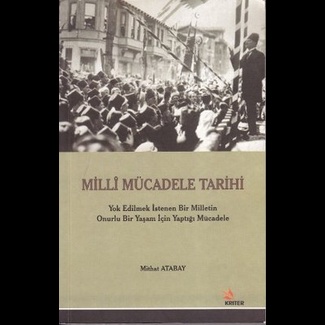 MİLLÎ MÜCADELE TARİHİ
Yok Edilmek İstenen Bir Milletin
Onurlu Bir Yaşam İçin Yaptığı Mücadele
Mithat ATABAY
KRİTER